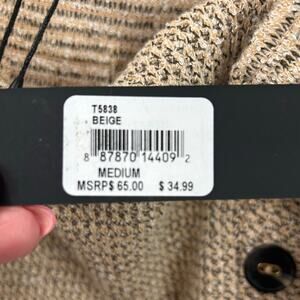 T5838
BEIGE
8 87870 14409 2
MEDIUM
MSRP$ 65.00 $ 34.99